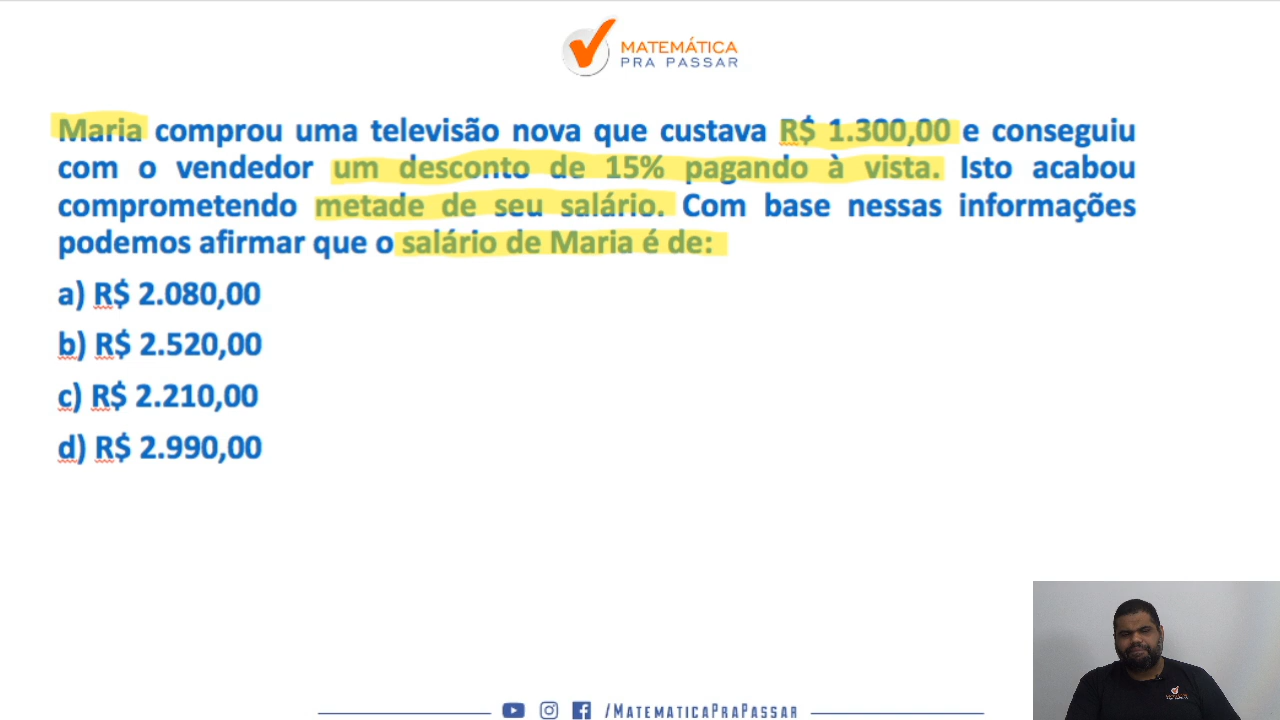 MATEMÁTICA
PRA PASSAR
Maria comprou uma televisão nova que custava R$ 1.300,00 e conseguiu
com o vendedor um desconto de 15% pagando à vista. Isto acabou
comprometendo metade de seu salário. Com base nessas informações
podemos afirmar que o salário de Maria é de:
a) R$ 2.080,00
b) R$ 2.520,00
c) R$ 2.210,00
d) R$ 2.990,00
/MATEMATICAPRAPASSAR